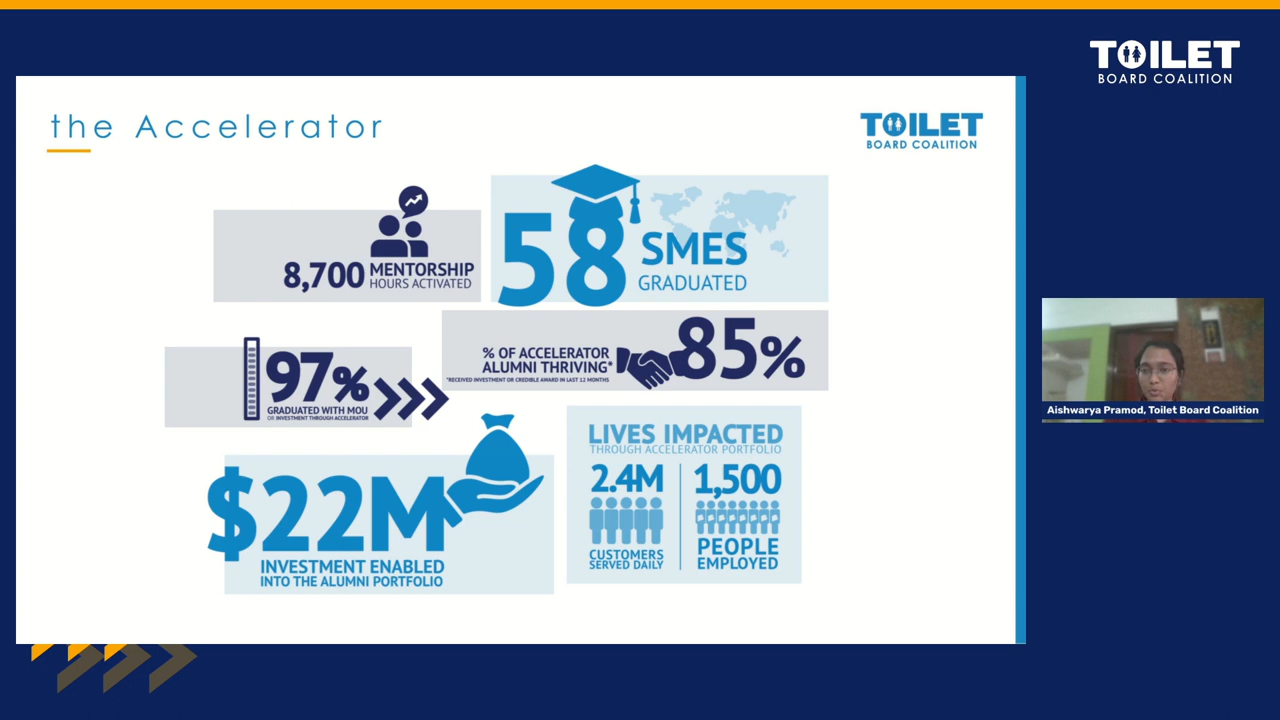 TOILET
BOARD COALITION
the Accelerator
TOILET
BOARD COALITION
8,700 MENTORSHIP
HOURS ACTIVATED
58 SMES
GRADUATED
97%
GRADUATED WITH MOU
OR INVESTMENT THROUGH ACCELERATOR
% OF ACCELERATOR
ALUMNI THRIVING*
*RECEIVED INVESTMENT OR CREDIBLE AWARD IN LAST 12 MONTHS
85%
$22M
INVESTMENT ENABLED
INTO THE ALUMNI PORTFOLIO
LIVES IMPACTED
THROUGH ACCELERATOR PORTFOLIO
2.4M
CUSTOMERS
SERVED DAILY
1,500
PEOPLE
EMPLOYED
Aishwarya Pramod, Toilet Board Coalition